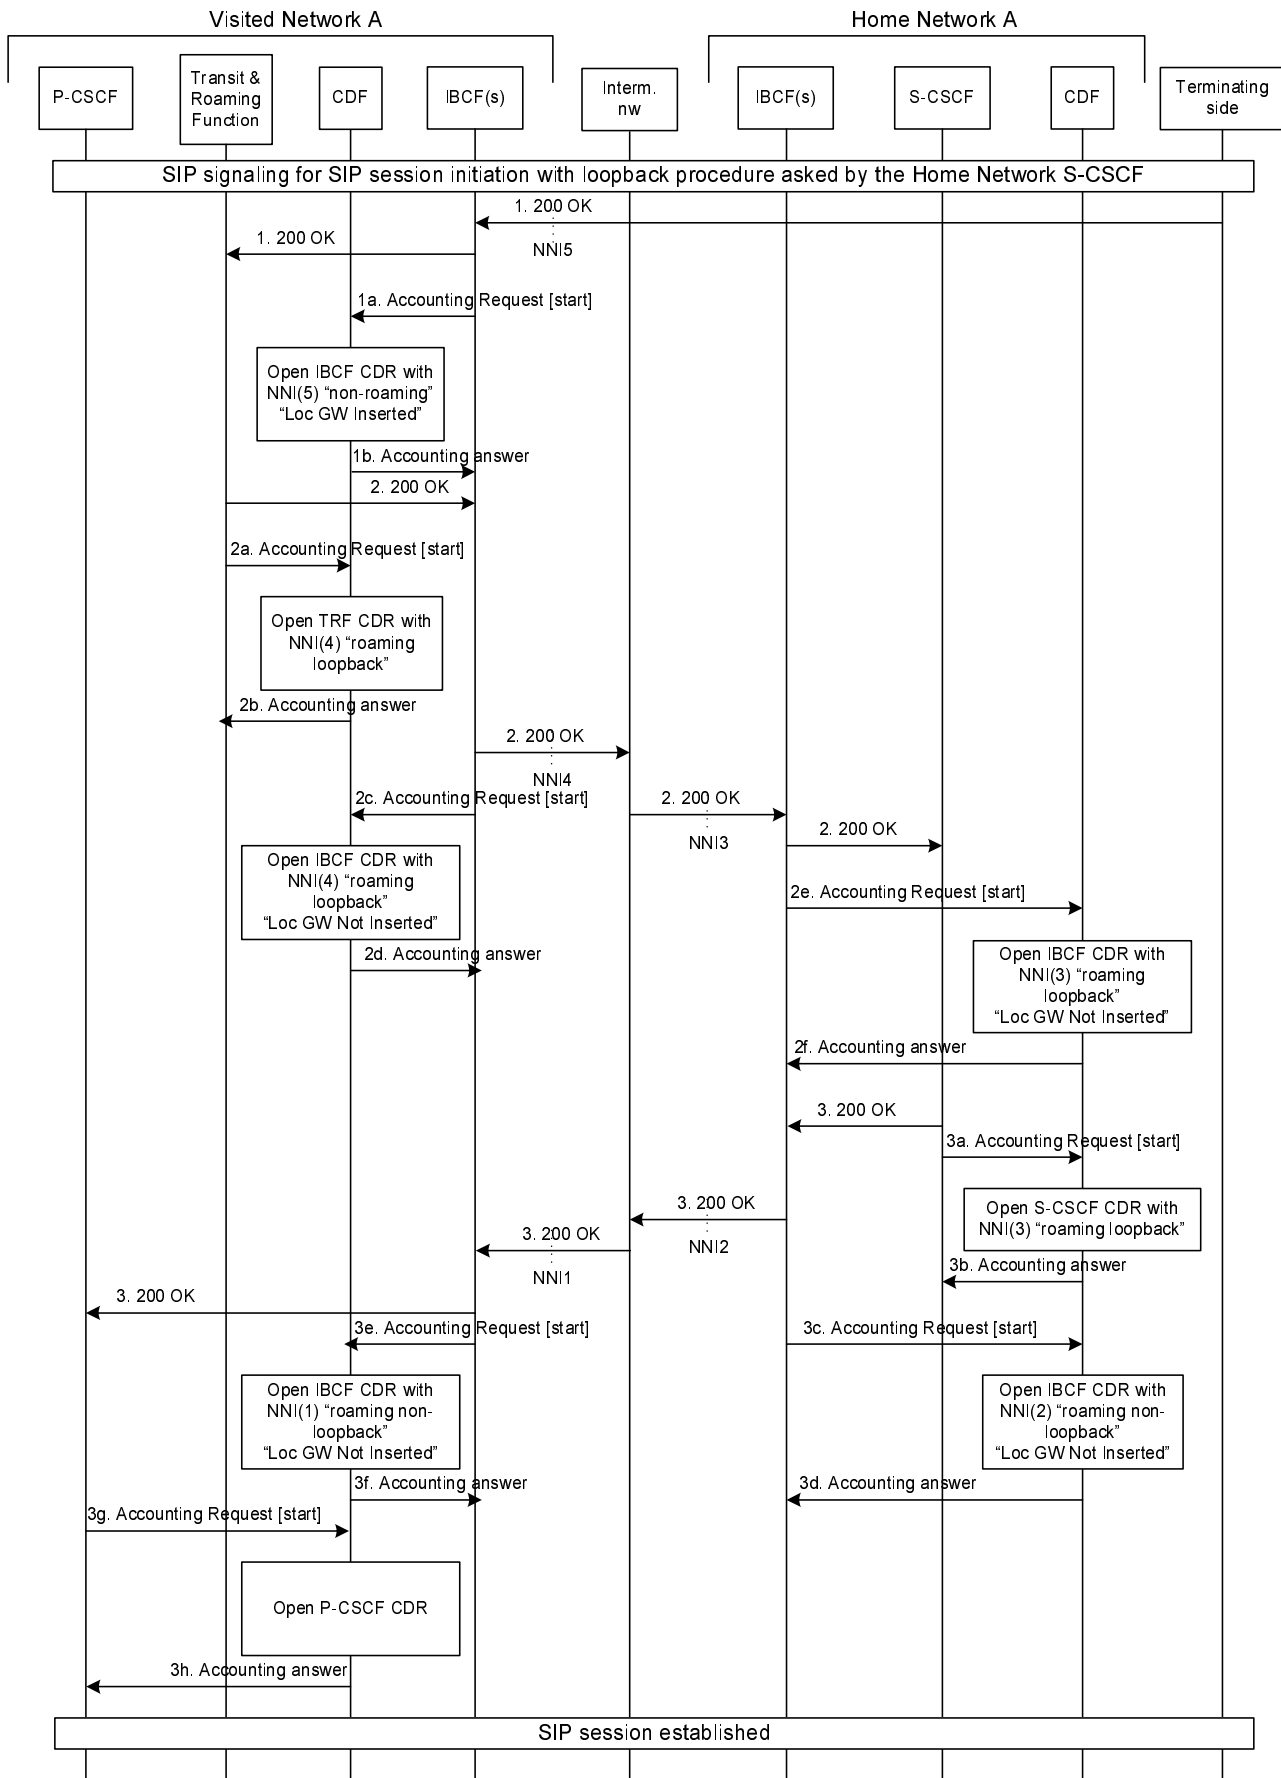 Visited Network A
Home Network A
P-CSCF
Transit &
Roaming
Function
CDF
IBCF(s)
Interm.
nw
IBCF(s)
S-CSCF
CDF
Terminating
side
SIP signaling for SIP session initiation with loopback procedure asked by the Home Network S-CSCF
1. 200 OK
1. 200 OK
NNI5
1a. Accounting Request [start]
Open IBCF CDR with
NNI(5) “non-roaming”
“Loc GW Inserted”
1b. Accounting answer
2. 200 OK
2a. Accounting Request [start]
Open TRF CDR with
NNI(4) “roaming
loopback”
2b. Accounting answer
2. 200 OK
NNI4
2c. Accounting Request [start]
2. 200 OK
NNI3
2. 200 OK
Open IBCF CDR with
NNI(4) “roaming
loopback”
“Loc GW Not Inserted”
2e. Accounting Request [start]
2d. Accounting answer
Open IBCF CDR with
NNI(3) “roaming
loopback”
“Loc GW Not Inserted”
2f. Accounting answer
3. 200 OK
3a. Accounting Request [start]
Open S-CSCF CDR with
NNI(3) “roaming loopback”
3. 200 OK
NNI2
3. 200 OK
NNI1
3b. Accounting answer
3. 200 OK
3e. Accounting Request [start]
3c. Accounting Request [start]
Open IBCF CDR with
NNI(1) “roaming non-
loopback”
“Loc GW Not Inserted”
Open IBCF CDR with
NNI(2) “roaming non-
loopback”
“Loc GW Not Inserted”
3f. Accounting answer
3d. Accounting answer
3g. Accounting Request [start]
Open P-CSCF CDR
3h. Accounting answer
SIP session established